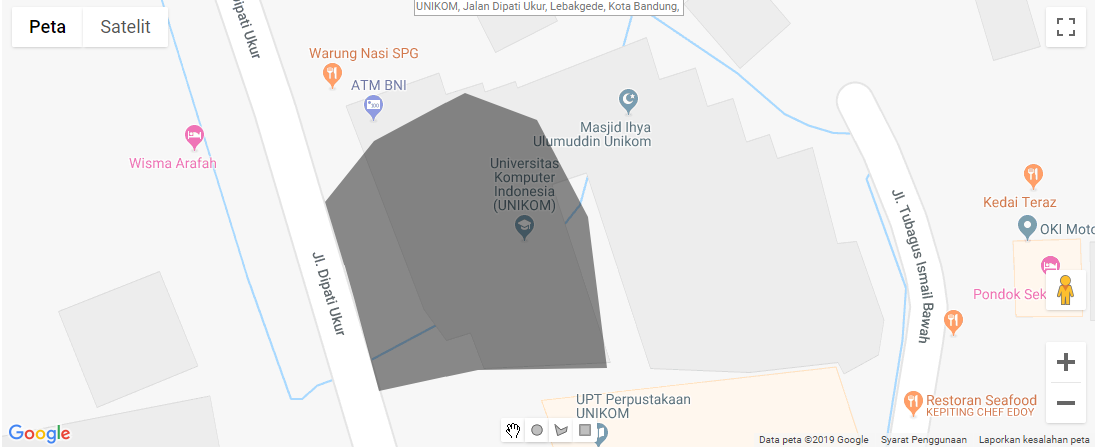 UNIKOM, Jalan Dipati Ukur, Lebakgede, Kota Bandung,
Peta
Satelit
Dipati Ukur
Warung Nasi SPG
ATM BNI
Masjid Ihya
Ulumuddin Unikom
Wisma Arafah
Universitas
Komputer
Indonesia
(UNIKOM)
Kedai Teraz
Jl. Tubagus Ismail Bawah
OKI Moto
Jl. Dipati Ukur
Pondok Sek
UPT Perpustakaan
UNIKOM
Restoran Seafood
KEPITING CHEF EDOY
Google
Data peta ©2019 Google
Syarat Penggunaan
Laporkan kesalahan peta